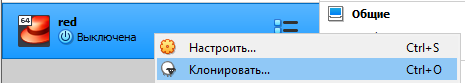 64
red
Выключена
Общие
Настроить... Ctrl+S
Клонировать... Ctrl+O